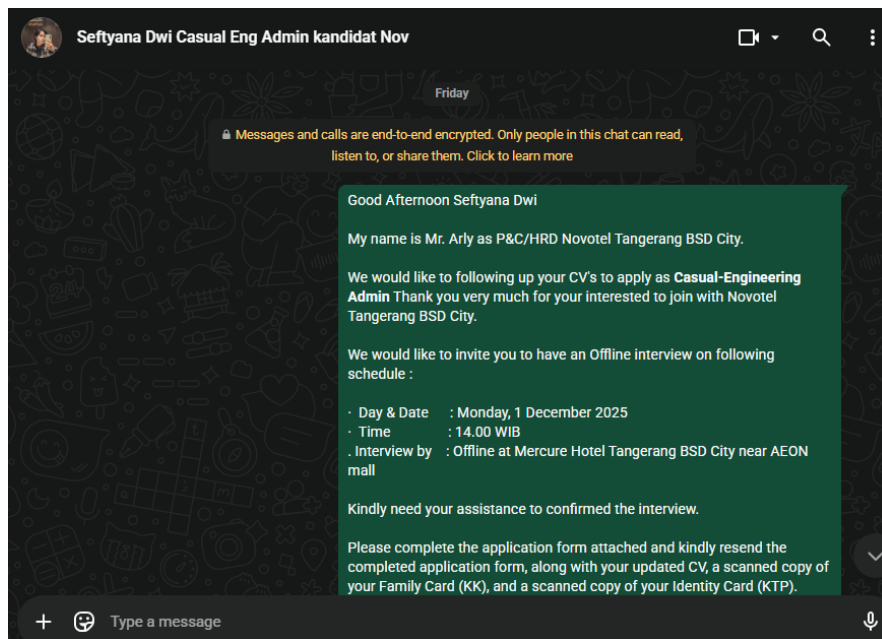 Seftyana Dwi Casual Eng Admin kandidat Nov
Friday
Messages and calls are end-to-end encrypted. Only people in this chat can read,
listen to, or share them. Click to learn more
Good Afternoon Seftyana Dwi
My name is Mr. Arly as P&C/HRD Novotel Tangerang BSD City.
We would like to following up your CV's to apply as Casual-Engineering
Admin Thank you very much for your interested to join with Novotel
Tangerang BSD City.
We would like to invite you to have an Offline interview on following
schedule :
· Day & Date : Monday, 1 December 2025
· Time : 14.00 WIB
. Interview by : Offline at Mercure Hotel Tangerang BSD City near AEON
mall
Kindly need your assistance to confirmed the interview.
Please complete the application form attached and kindly resend the
completed application form, along with your updated CV, a scanned copy of
your Family Card (KK), and a scanned copy of your Identity Card (KTP).
Type a message